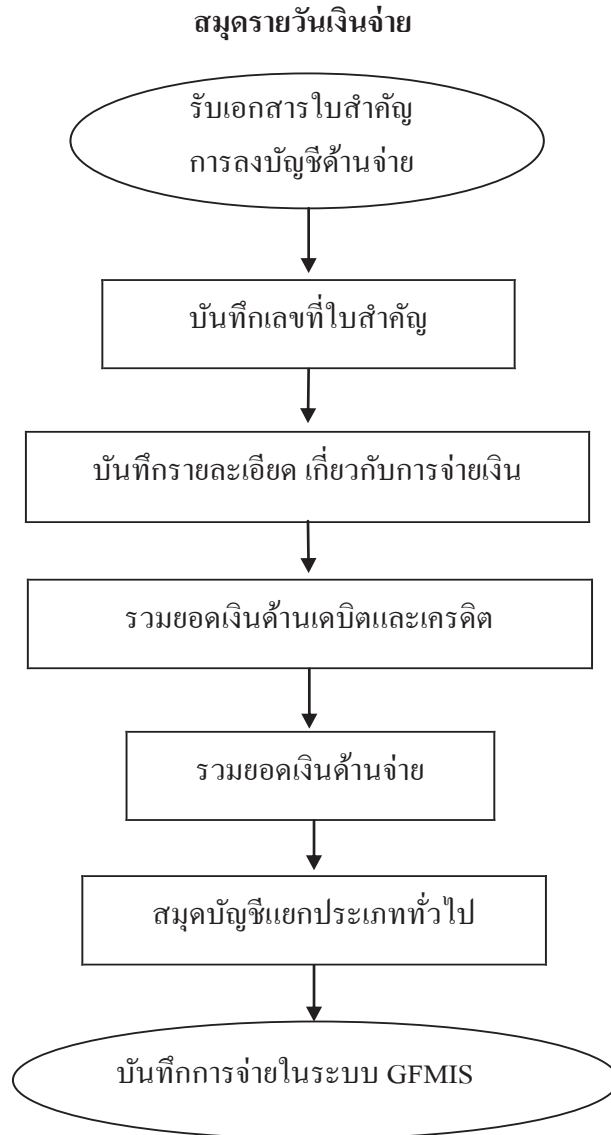 สมุดรายวันเงินจ่าย
รับเอกสารใบสำคัญ
การลงบัญชีด้านจ่าย
บันทึกเลขที่ใบสำคัญ
บันทึกรายละเอียด เกี่ยวกับการจ่ายเงิน
รวมยอดเงินด้านเดบิตและเครดิต
รวมยอดเงินด้านจ่าย
สมุดบัญชีแยกประเภททั่วไป
บันทึกการจ่ายในระบบ GFMIS